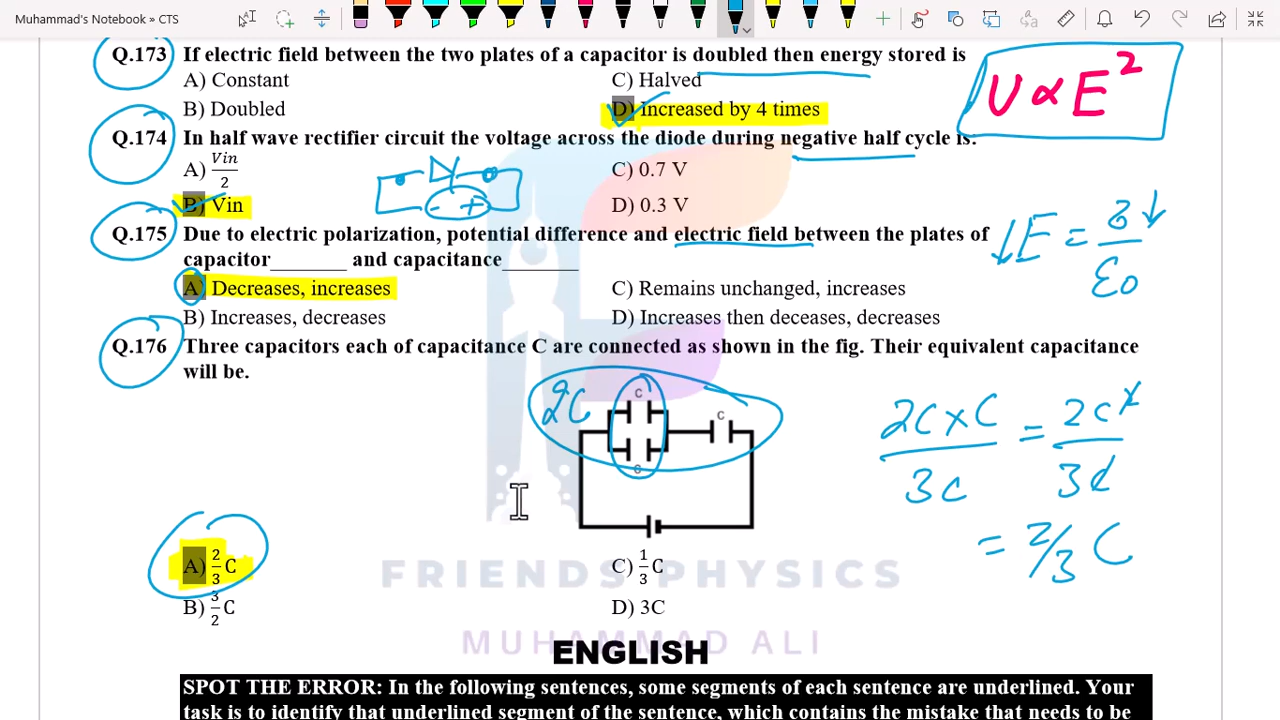 Muhammad's Notebook » CTS
Q.173 If electric field between the two plates of a capacitor is doubled then energy stored is
A) Constant C) Halved
B) Doubled D) Increased by 4 times
U ∝ E²
Q.174 In half wave rectifier circuit the voltage across the diode during negative half cycle is:
A) Vin/2 C) 0.7 V
B) Vin D) 0.3 V
- +
Q.175 Due to electric polarization, potential difference and electric field between the plates of
capacitor_______ and capacitance_______
↓E = σ↓/ε0
A) Decreases, increases C) Remains unchanged, increases
B) Increases, decreases D) Increases then deceases, decreases
Q.176 Three capacitors each of capacitance C are connected as shown in the fig. Their equivalent capacitance
will be.
2C
C
C
C
2C×C/3C = 2C²/3C
= 2/3 C
A) 2/3 C C) 1/3 C
B) 3/2 C D) 3C
FRIENDS PHYSICS
MUHAMMAD ALI
ENGLISH
SPOT THE ERROR: In the following sentences, some segments of each sentence are underlined. Your
task is to identify that underlined segment of the sentence, which contains the mistake that needs to be